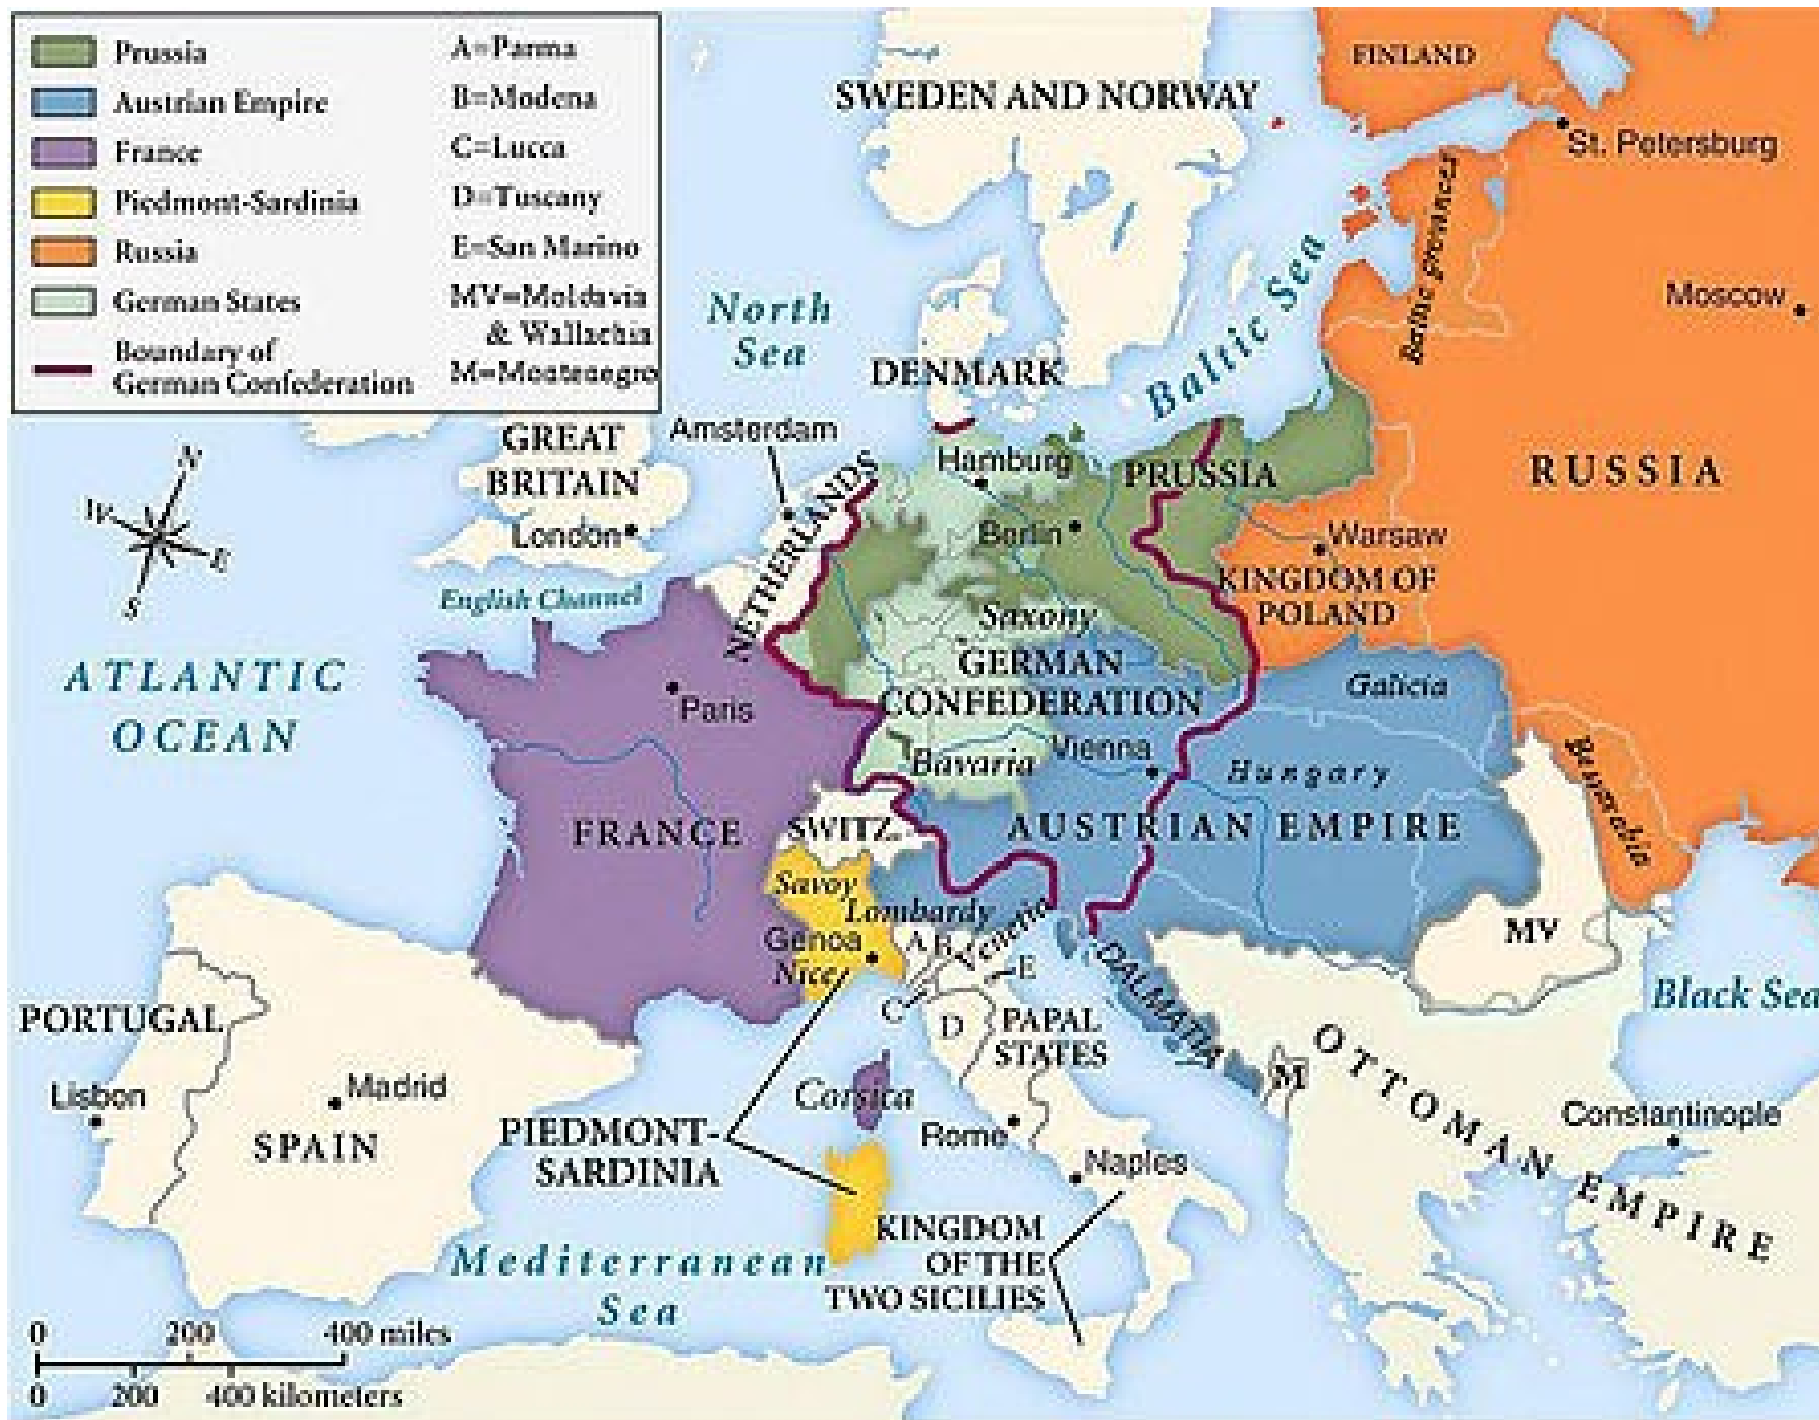 Prussia
Austrian Empire
France
Piedmont-Sardinia
Russia
German States
Boundary of
German Confederation
A=Parma
B=Modena
C=Lucca
D=Tuscany
E=San Marino
MV=Moldavia
& Wallachia
M=Montenegro
FINLAND
SWEDEN AND NORWAY
St. Petersburg
Baltic provinces
Moscow
North
Sea
Baltic Sea
DENMARK
GREAT
BRITAIN
London
Amsterdam
NETHERLANDS
Hamburg
PRUSSIA
RUSSIA
Berlin
Warsaw
KINGDOM OF
POLAND
N
W
E
S
English Channel
Saxony
GERMAN
CONFEDERATION
Galicia
ATLANTIC
OCEAN
Paris
Bavaria
Vienna
Hungary
Bessarabia
FRANCE
SWITZ.
AUSTRIAN EMPIRE
Savoy
Lombardy
Venetia
Genoa
Nice
A
B
E
C
D
MV
DALMATIA
Black Sea
PORTUGAL
PAPAL
STATES
M
OTTOMAN EMPIRE
Lisbon
Madrid
SPAIN
Corsica
Rome
Constantinople
PIEDMONT-
SARDINIA
Naples
KINGDOM
OF THE
TWO SICILIES
Mediterranean
Sea
0 200 400 miles
0 200 400 kilometers